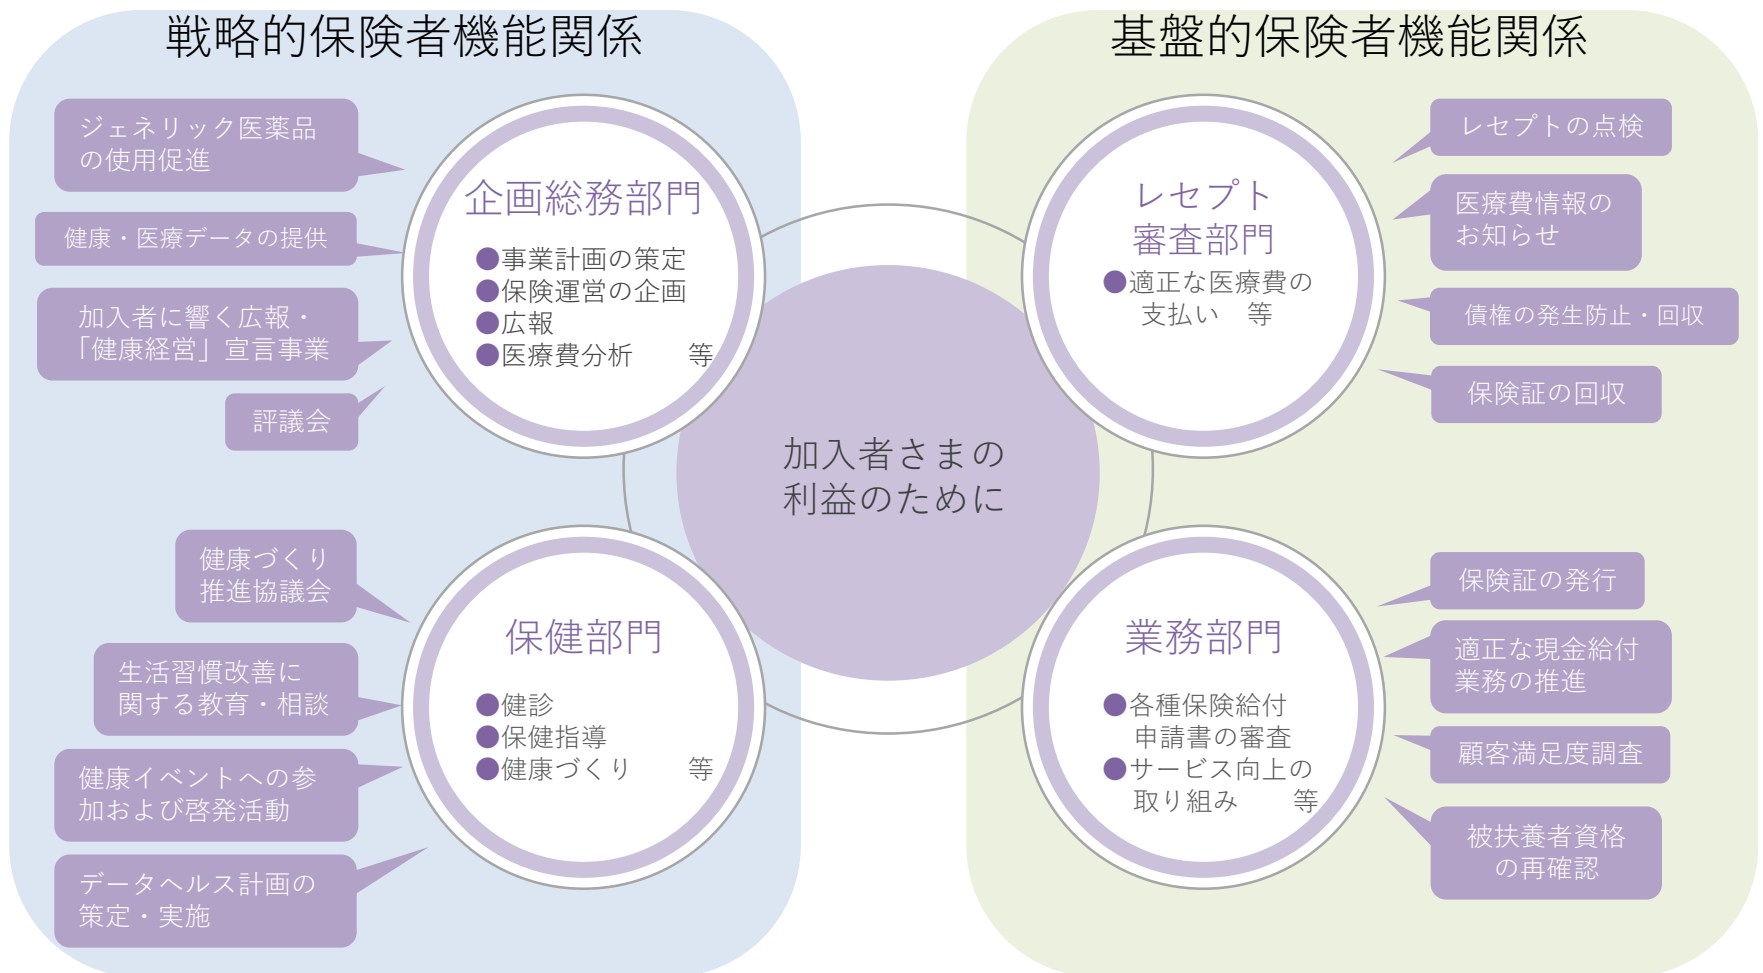 戦略的保険者機能関係
ジェネリック医薬品
の使用促進
健康・医療データの提供
加入者に響く広報・
「健康経営」宣言事業
評議会
企画総務部門
●事業計画の策定
●保険運営の企画
●広報
●医療費分析　　等
健康づくり
推進協議会
生活習慣改善に
関する教育・相談
健康イベントへの参
加および啓発活動
データヘルス計画の
策定・実施
保健部門
●健診
●保健指導
●健康づくり　　等
加入者さまの
利益のために
基盤的保険者機能関係
レセプト
審査部門
●適正な医療費の
支払い　等
レセプトの点検
医療費情報の
お知らせ
債権の発生防止・回収
保険証の回収
業務部門
●各種保険給付
申請書の審査
●サービス向上の
取り組み　　等
保険証の発行
適正な現金給付
業務の推進
顧客満足度調査
被扶養者資格
の再確認